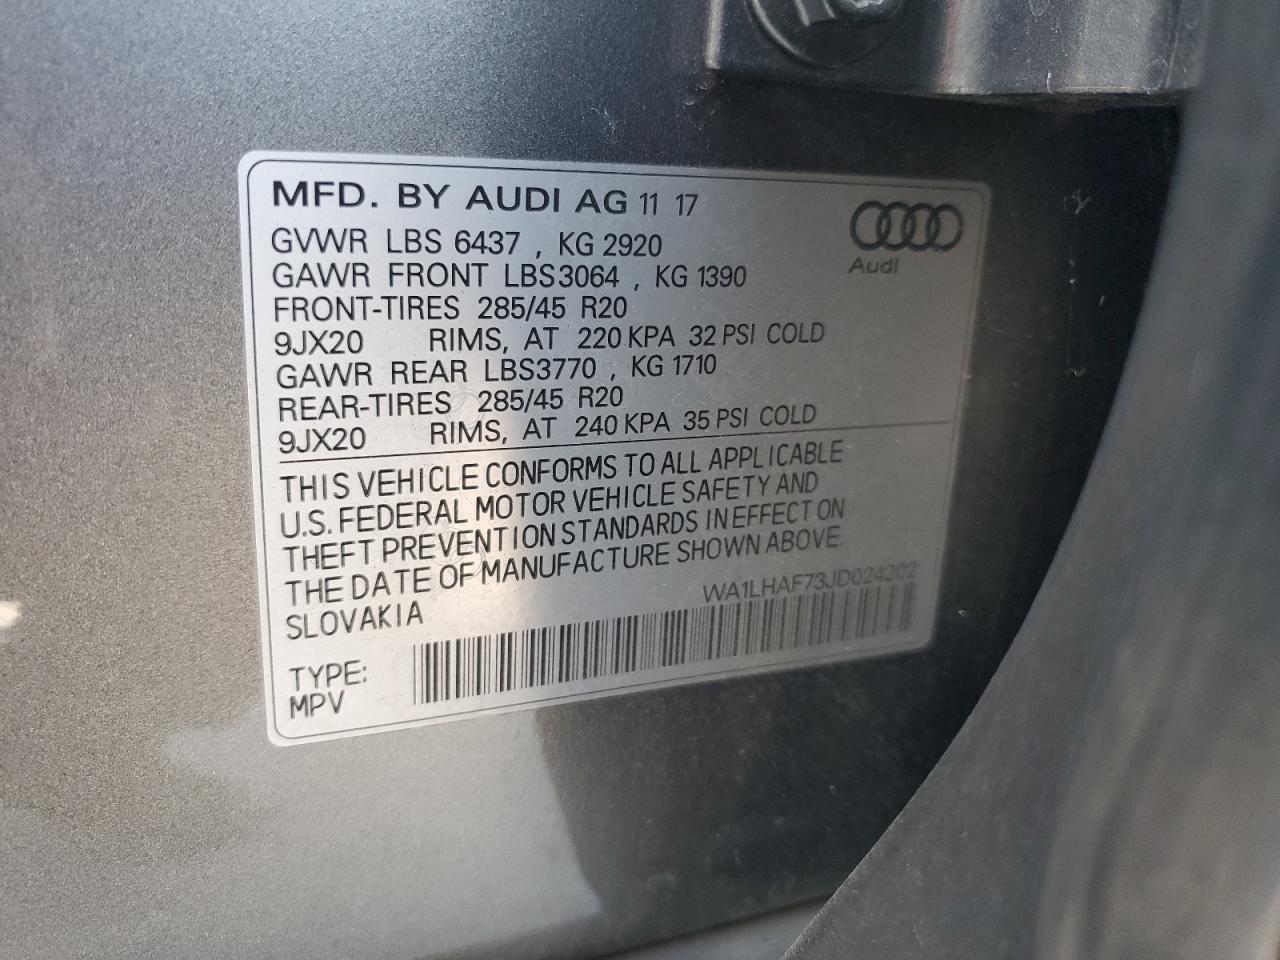 MFD. BY AUDI AG 11 17
GVWR LBS 6437 , KG 2920
GAWR FRONT LBS3064 , KG 1390
FRONT-TIRES 285/45 R20
9JX20 RIMS, AT 220 KPA 32 PSI COLD
GAWR REAR LBS3770 , KG 1710
REAR-TIRES 285/45 R20
9JX20 RIMS, AT 240 KPA 35 PSI COLD
Audi
THIS VEHICLE CONFORMS TO ALL APPLICABLE
U.S. FEDERAL MOTOR VEHICLE SAFETY AND
THEFT PREVENTION STANDARDS IN EFFECT ON
THE DATE OF MANUFACTURE SHOWN ABOVE.
SLOVAKIA
WA1LHAF73JD024202
TYPE:
MPV